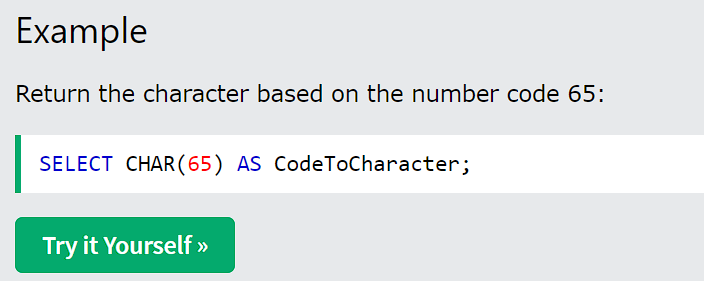 Example
Return the character based on the number code 65:
SELECT CHAR(65) AS CodeToCharacter;
Try it Yourself »